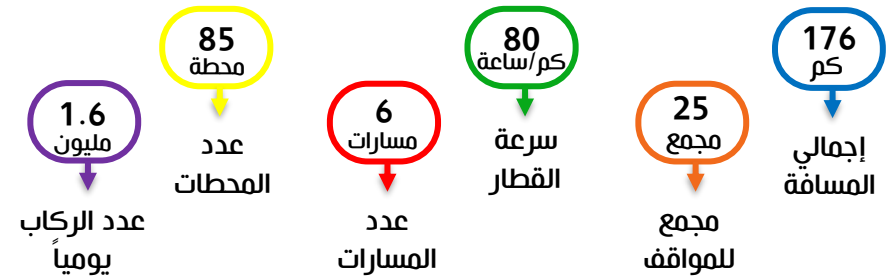 176
كم
إجمالي
المسافة
25
مجمع
مجمع
للمواقف
80
كم/ساعة
سرعة
القطار
6
مسارات
عدد
المسارات
85
محطة
عدد
المحطات
1.6
مليون
عدد الركاب
يومياً